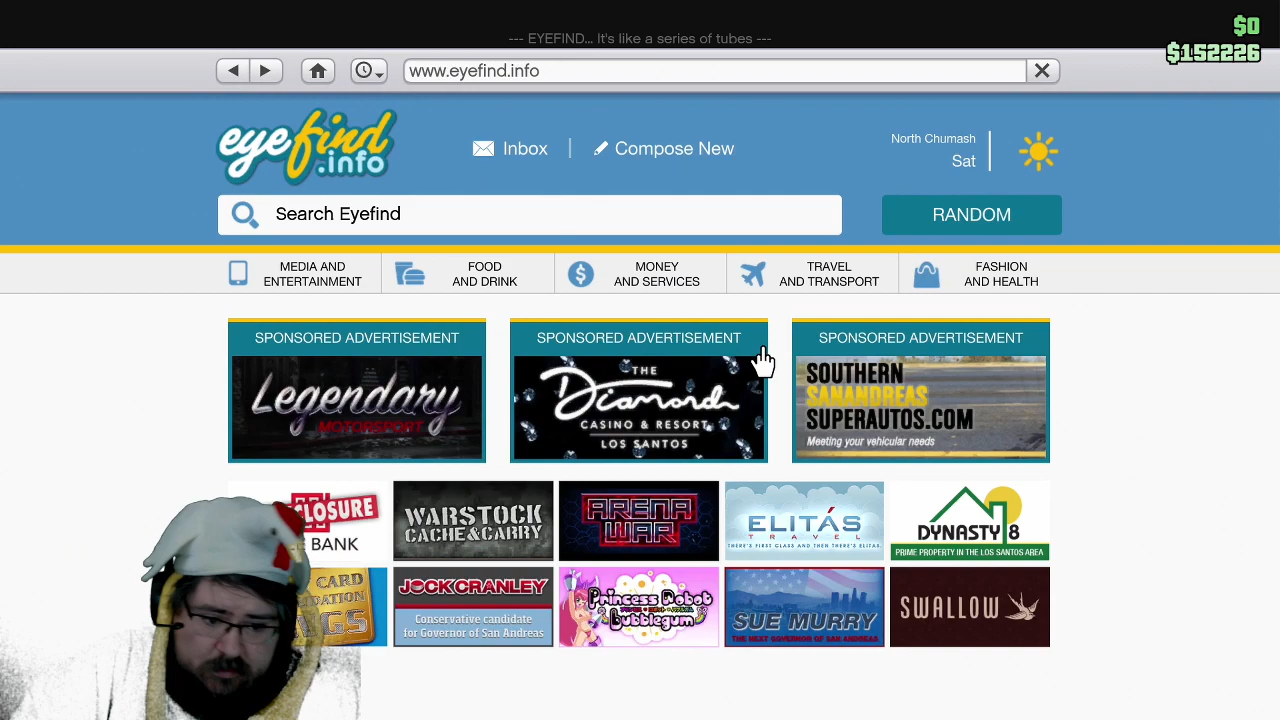 --- EYEFIND... It's like a series of tubes ---
$0
$152226
www.eyefind.info
eyefind
.info
Inbox
Compose New
North Chumash
Sat
Search Eyefind
RANDOM
MEDIA AND
ENTERTAINMENT
FOOD
AND DRINK
MONEY
AND SERVICES
TRAVEL
AND TRANSPORT
FASHION
AND HEALTH
SPONSORED ADVERTISEMENT
Legendary
MOTORSPORT
SPONSORED ADVERTISEMENT
THE
Diamond
CASINO & RESORT
LOS SANTOS
SPONSORED ADVERTISEMENT
SOUTHERN
SANANDREAS
SUPERAUTOS.COM
Meeting your vehicular needs
CLOSURE
BANK
WARSTOCK
CACHE & CARRY
ARENA
WAR
ELITÁS
TRAVEL
THERE'S FIRST CLASS AND THEN THERE'S ELITAS.
DYNASTY 8
PRIME PROPERTY IN THE LOS SANTOS AREA
CARD
JOCK CRANLEY
Conservative candidate
for Governor of San Andreas
Princess Robot
Bubblegum
SUE MURRY
THE NEXT GOVERNOR OF SAN ANDREAS
SWALLOW